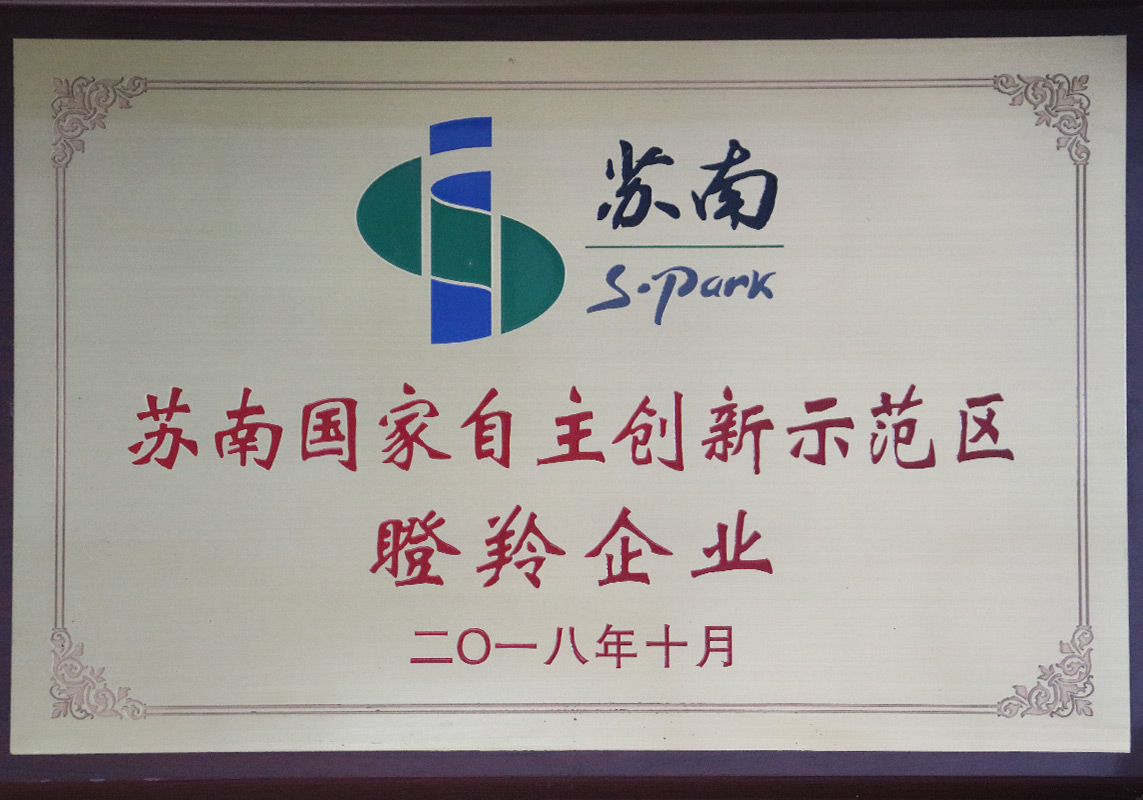 苏南
S·Park
苏南国家自主创新示范区
瞪羚企业
二〇一八年十月